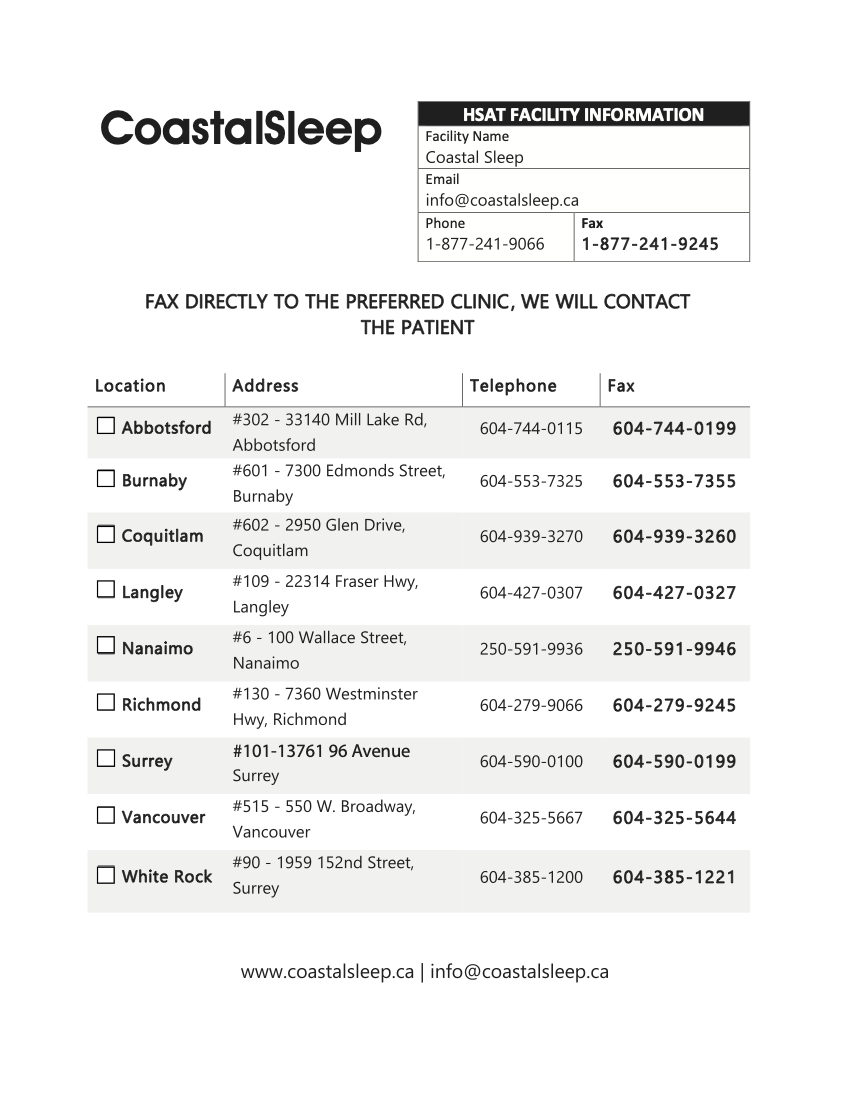 CoastalSleep
HSAT FACILITY INFORMATION
Facility Name
Coastal Sleep
Email
info@coastalsleep.ca
Phone
1-877-241-9066
Fax
1-877-241-9245
FAX DIRECTLY TO THE PREFERRED CLINIC, WE WILL CONTACT
THE PATIENT
Location Address Telephone Fax
Abbotsford #302 - 33140 Mill Lake Rd, 604-744-0115 604-744-0199
Abbotsford
Burnaby #601 - 7300 Edmonds Street, 604-553-7325 604-553-7355
Burnaby
Coquitlam #602 - 2950 Glen Drive, 604-939-3270 604-939-3260
Coquitlam
Langley #109 - 22314 Fraser Hwy, 604-427-0307 604-427-0327
Langley
Nanaimo #6 - 100 Wallace Street, 250-591-9936 250-591-9946
Nanaimo
Richmond #130 - 7360 Westminster 604-279-9066 604-279-9245
Hwy, Richmond
Surrey #101-13761 96 Avenue 604-590-0100 604-590-0199
Surrey
Vancouver #515 - 550 W. Broadway, 604-325-5667 604-325-5644
Vancouver
White Rock #90 - 1959 152nd Street, 604-385-1200 604-385-1221
Surrey
www.coastalsleep.ca | info@coastalsleep.ca